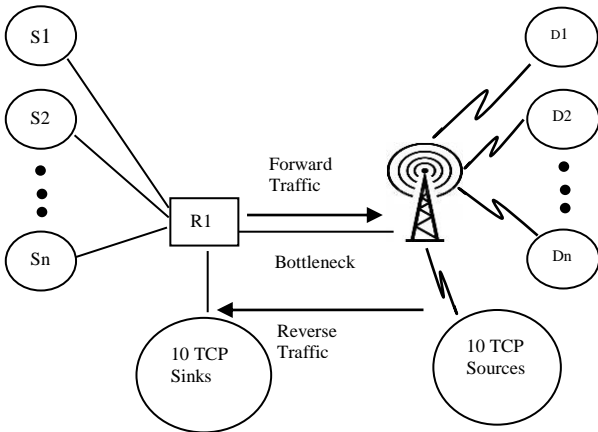 S1
D1
S2
D2
Forward
Traffic
R1
Sn
Bottleneck
Dn
Reverse
Traffic
10 TCP
Sinks
10 TCP
Sources